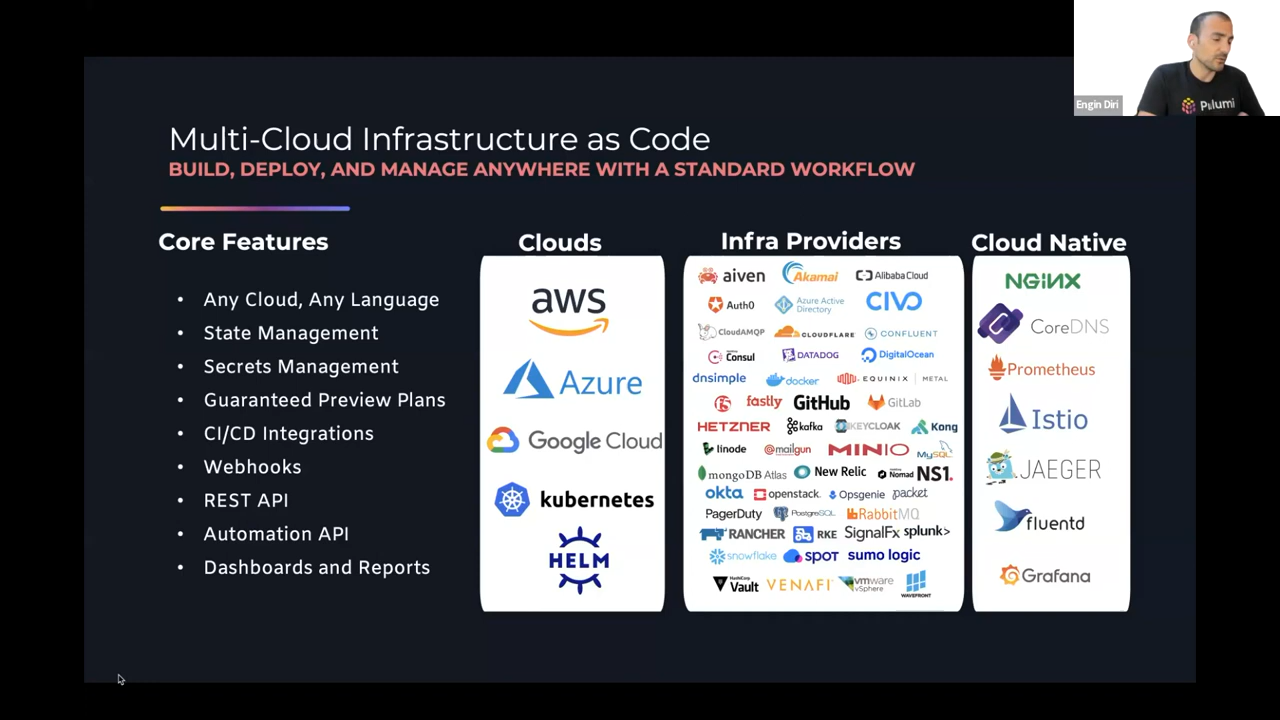 Engin Diri
Pulumi
Multi-Cloud Infrastructure as Code
BUILD, DEPLOY, AND MANAGE ANYWHERE WITH A STANDARD WORKFLOW
Core Features
• Any Cloud, Any Language
• State Management
• Secrets Management
• Guaranteed Preview Plans
• CI/CD Integrations
• Webhooks
• REST API
• Automation API
• Dashboards and Reports
Clouds
aws
Azure
Google Cloud
kubernetes
HELM
Infra Providers
aiven Akamai Alibaba Cloud
Auth0 Azure Active Directory CIVO
CloudAMQP CLOUDFLARE CONFLUENT
Consul DATADOG DigitalOcean
dnsimple docker EQUINIX | METAL
fastly GitHub GitLab
HETZNER kafka KEYCLOAK Kong
linode @mailgun MINIO MySQL
mongoDB Atlas New Relic Nomad NS1.
okta openstack. Opsgenie packet
PagerDuty PostgreSQL RabbitMQ
RANCHER RKE SignalFx splunk>
snowflake spot sumo logic
HashiCorp Vault VENAFI vmware vSphere WAVEFRONT
Cloud Native
NGINX
CoreDNS
Prometheus
Istio
JAEGER
fluentd
Grafana